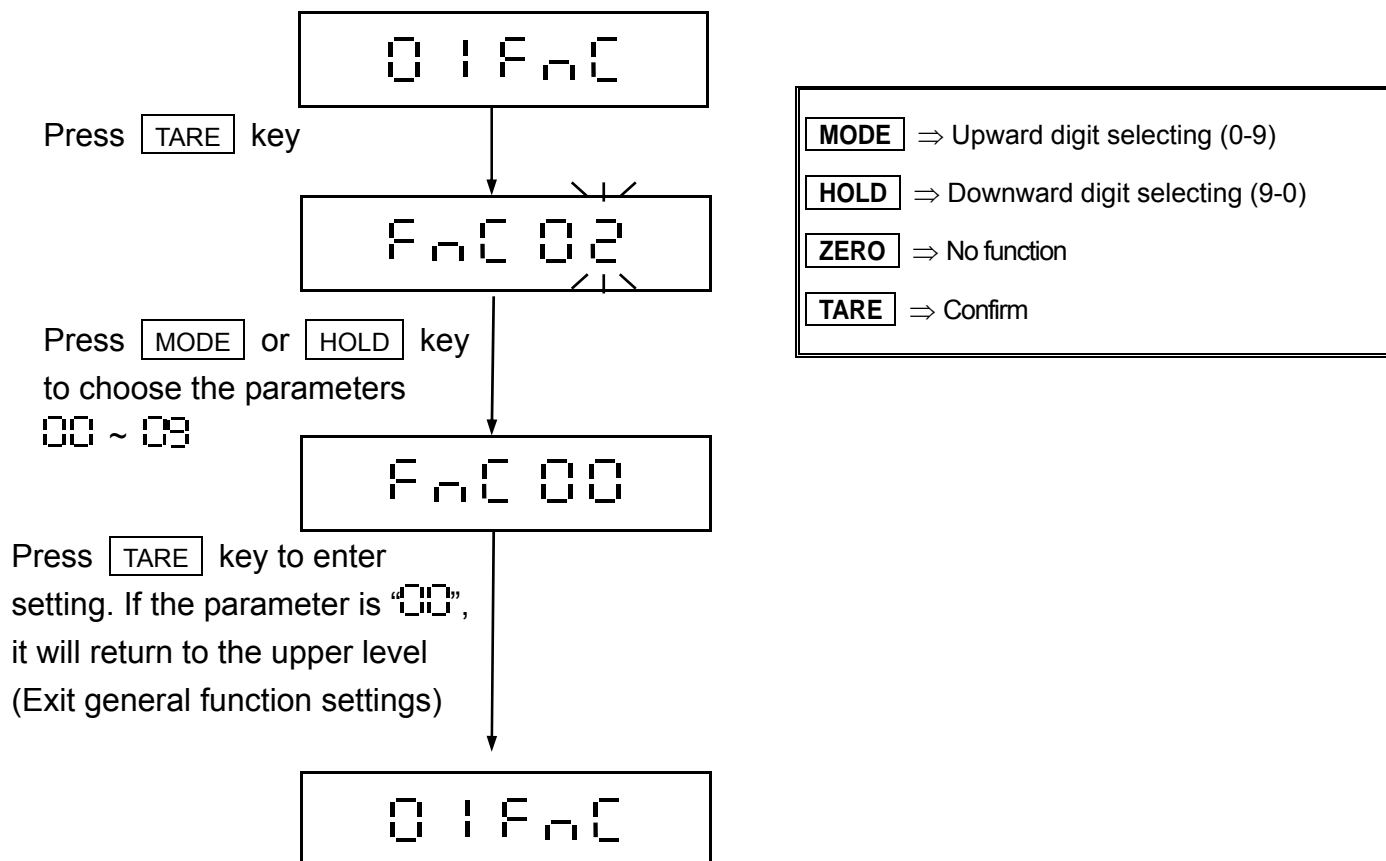 01FnC
Press TARE key
FnC02
Press MODE or HOLD key
to choose the parameters
00 ~ 09
FnC00
Press TARE key to enter
setting. If the parameter is “00”,
it will return to the upper level
(Exit general function settings)
01FnC
MODE ⇒ Upward digit selecting (0-9)
HOLD ⇒ Downward digit selecting (9-0)
ZERO ⇒ No function
TARE ⇒ Confirm